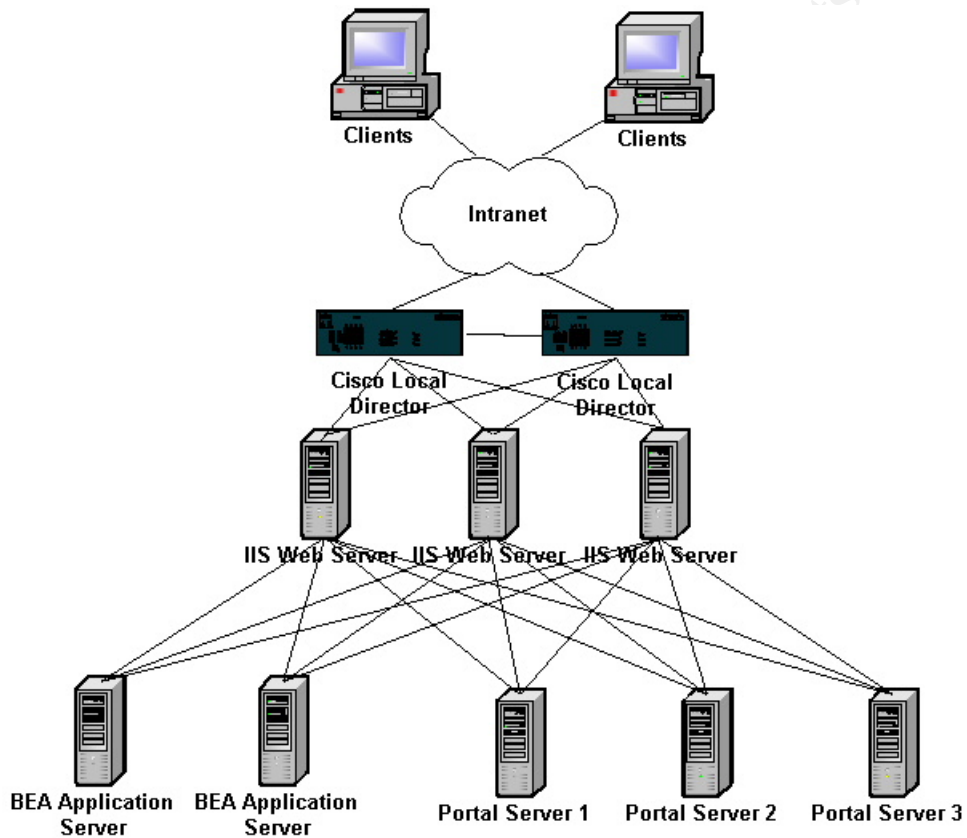 Clients
Clients
Intranet
Cisco Local
Director
Cisco Local
Director
IIS Web Server
IIS Web Server
IIS Web Server
BEA Application
Server
BEA Application
Server
Portal Server 1
Portal Server 2
Portal Server 3